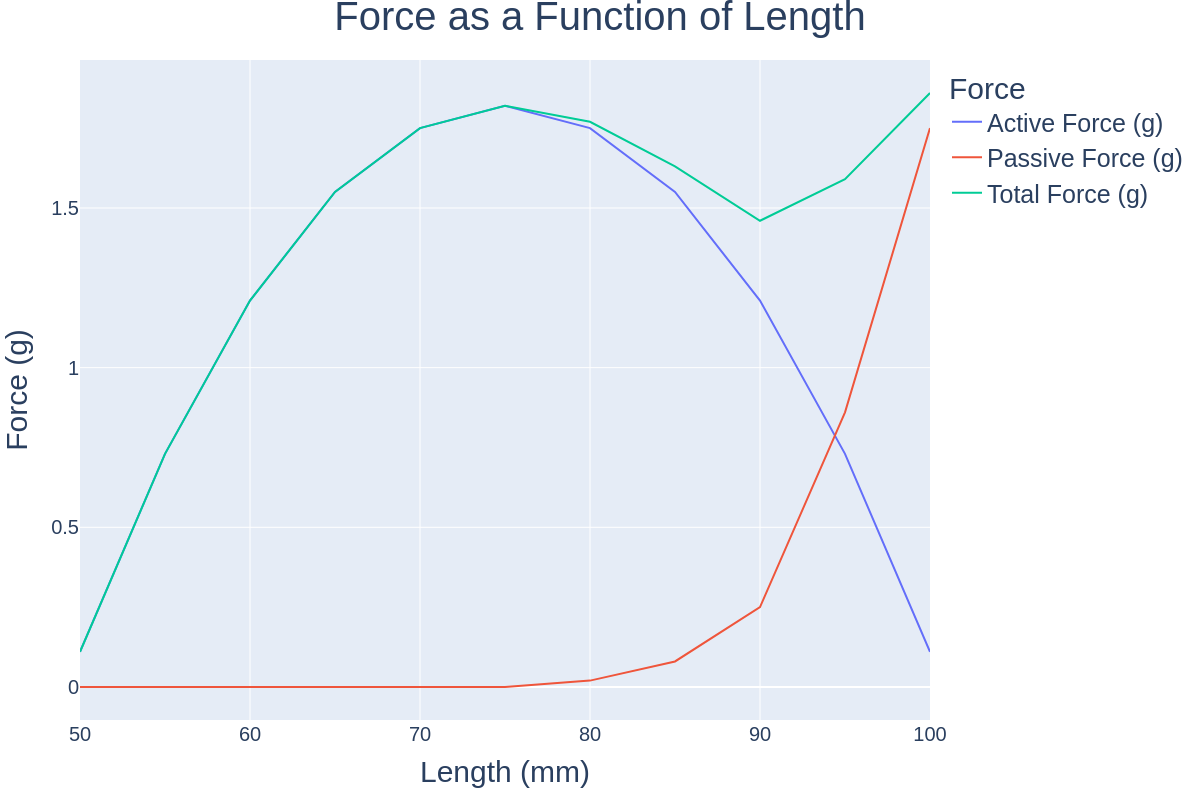 Force as a Function of Length
Force
Active Force (g)
Passive Force (g)
Total Force (g)
Force (g)
1.5
1
0.5
0
50 60 70 80 90 100
Length (mm)